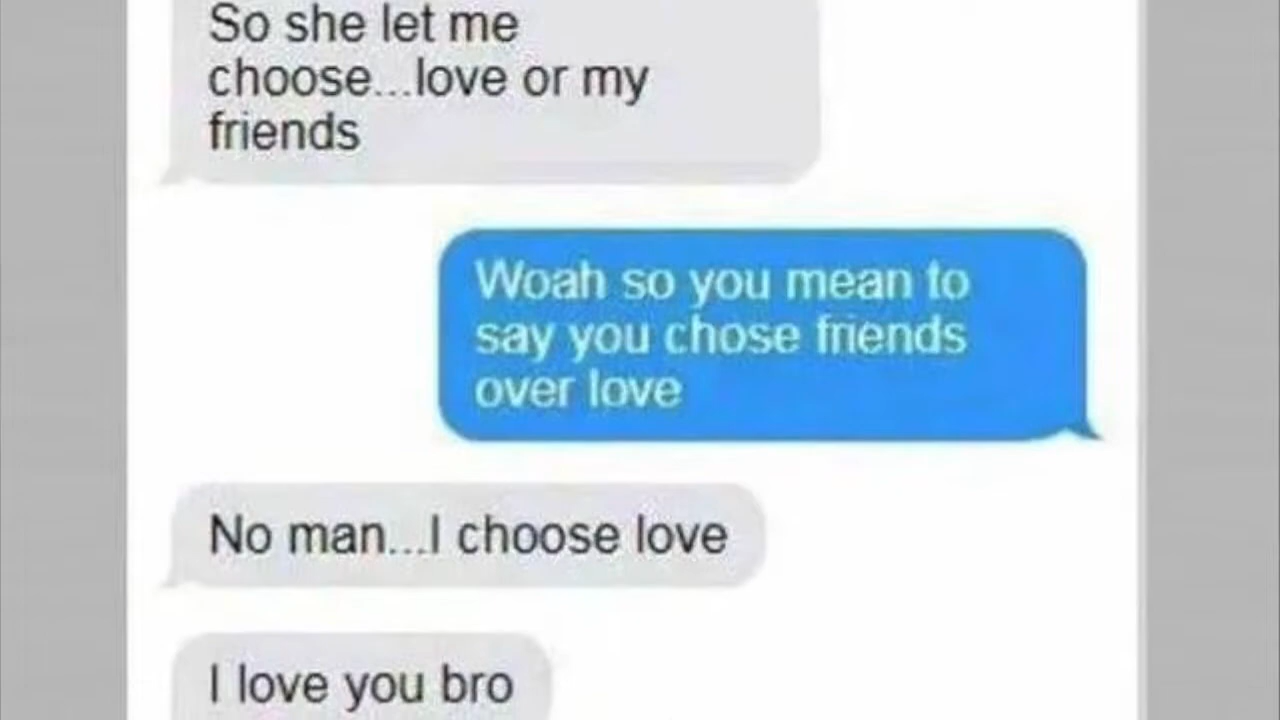 So she let me
choose...love or my
friends
Woah so you mean to
say you chose friends
over love
No man...I choose love
I love you bro